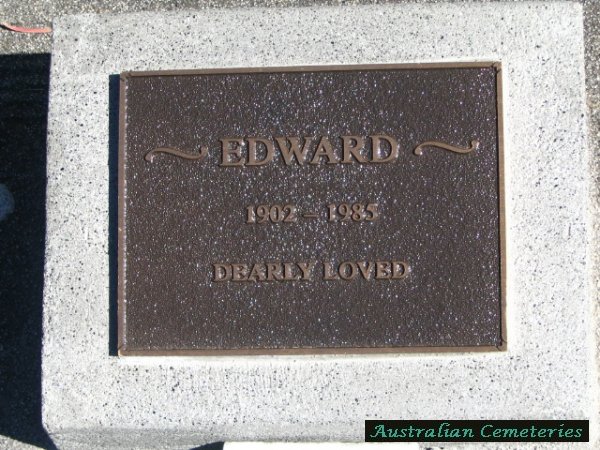 EDWARD
1902 - 1985
DEARLY LOVED
Australian Cemeteries